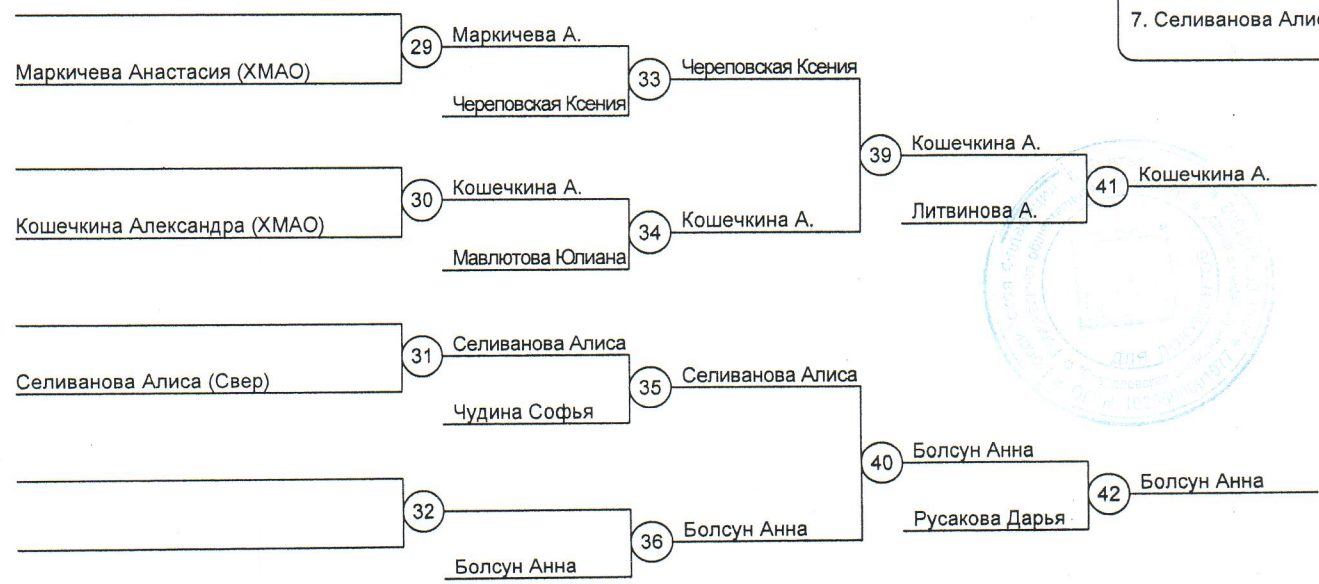 7. Селиванова Алис
29
Маркичева А.
Маркичева Анастасия (ХМАО)
33
Череповская Ксения
Череповская Ксения
39
Кошечкина А.
30
Кошечкина А.
41
Кошечкина А.
Кошечкина Александра (ХМАО)
34
Кошечкина А.
Литвинова А.
Мавлютова Юлиана
31
Селиванова Алиса
Селиванова Алиса (Свер)
35
Селиванова Алиса
Чудина Софья
40
Болсун Анна
42
Болсун Анна
32
Русакова Дарья
36
Болсун Анна
Болсун Анна